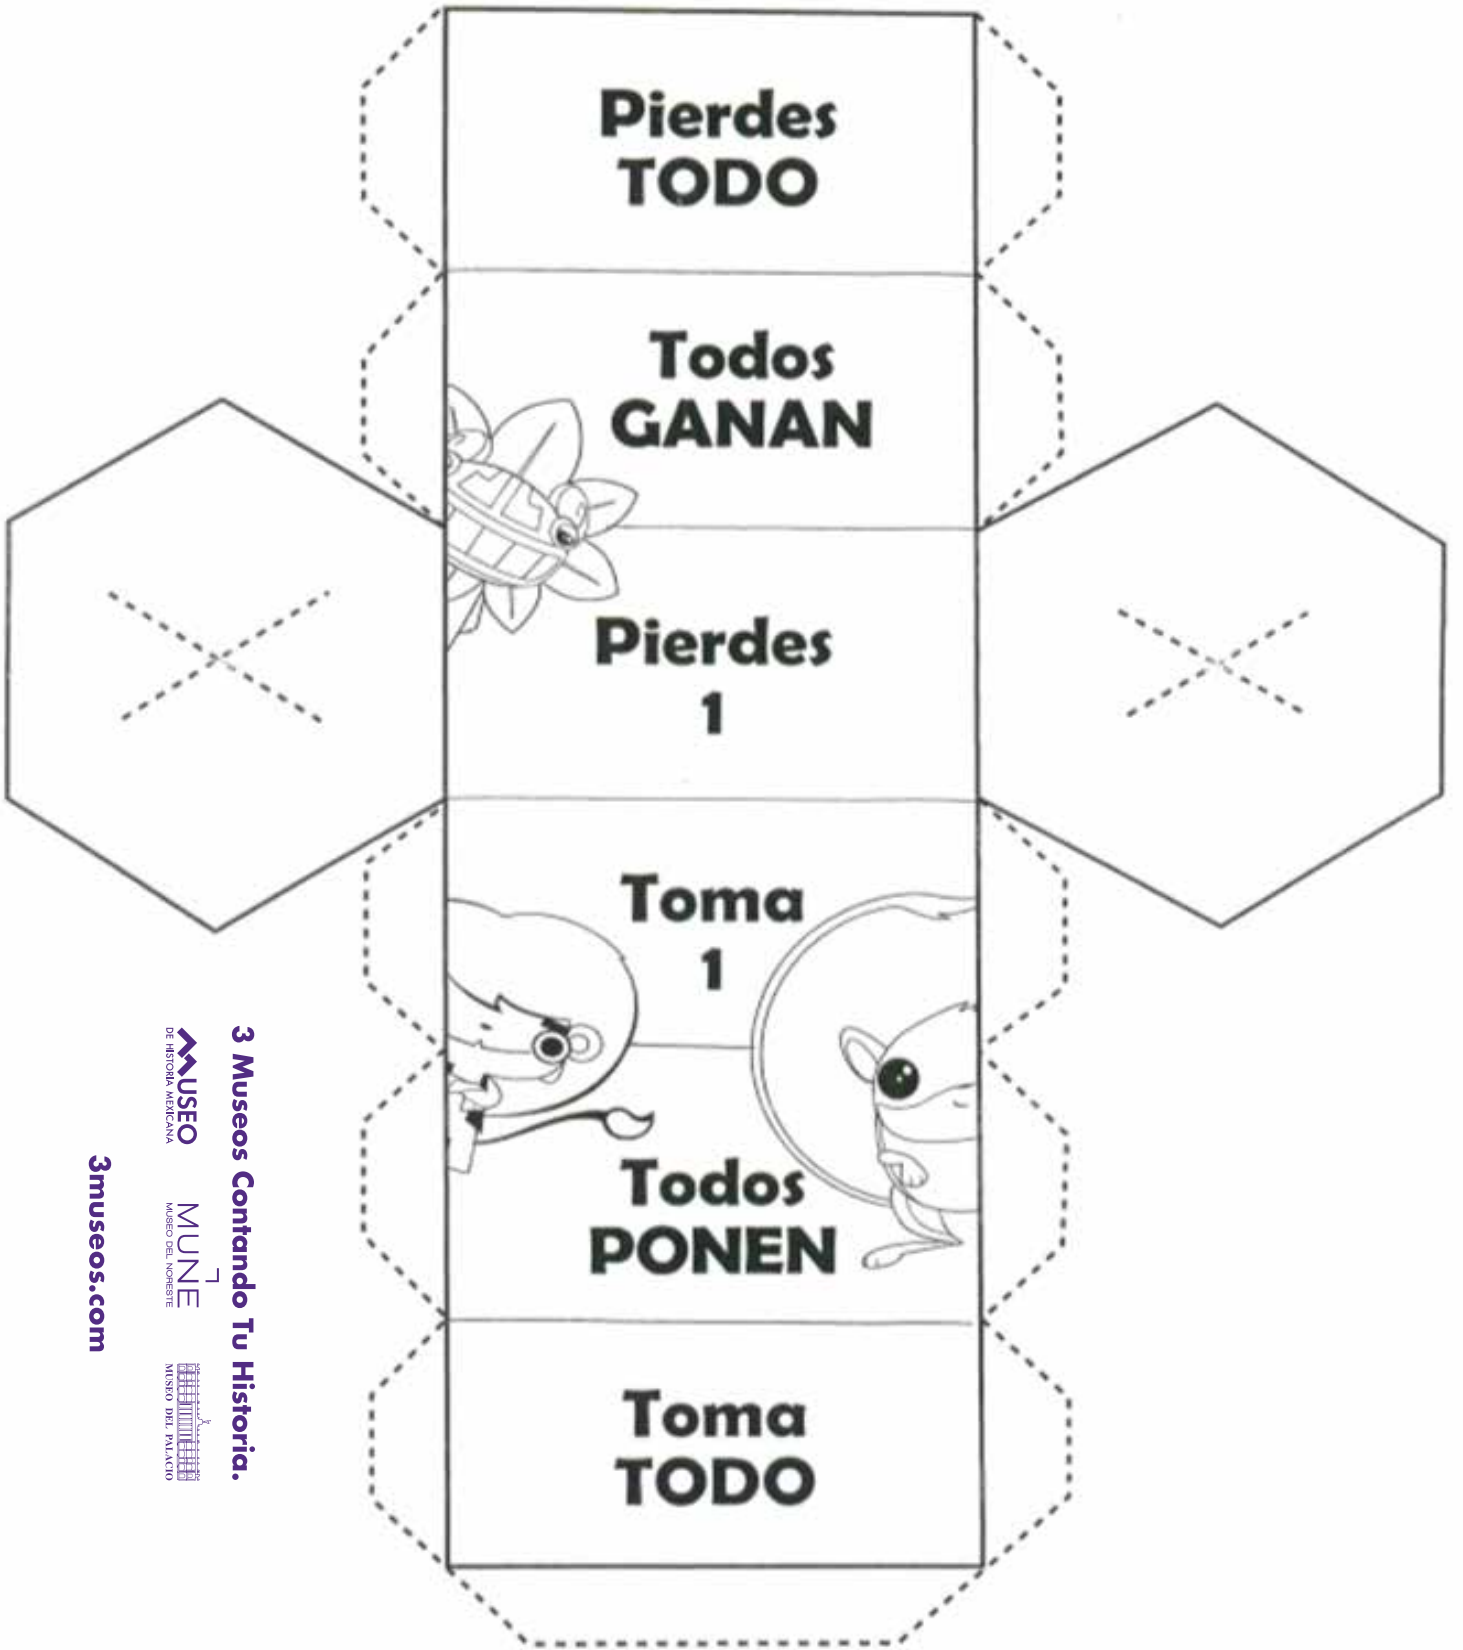 Pierdes
TODO
Todos
GANAN
Pierdes
1
Toma
1
Todos
PONEN
Toma
TODO
3 Museos Contando Tu Historia.
MUSEO
DE HISTORIA MEXICANA
MUNE
MUSEO DEL NORESTE
MUSEO DEL PALACIO
3museos.com